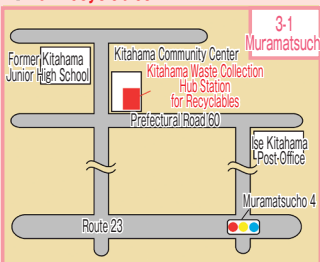 3-1
Muramatsuch
Former Kitahama
Junior High School
Kitahama Community Center
Kitahama Waste Collection
Hub Station
for Recyclables
Prefectural Road 60
Ise Kitahama
Post Office
Muramatsucho 4
Route 23